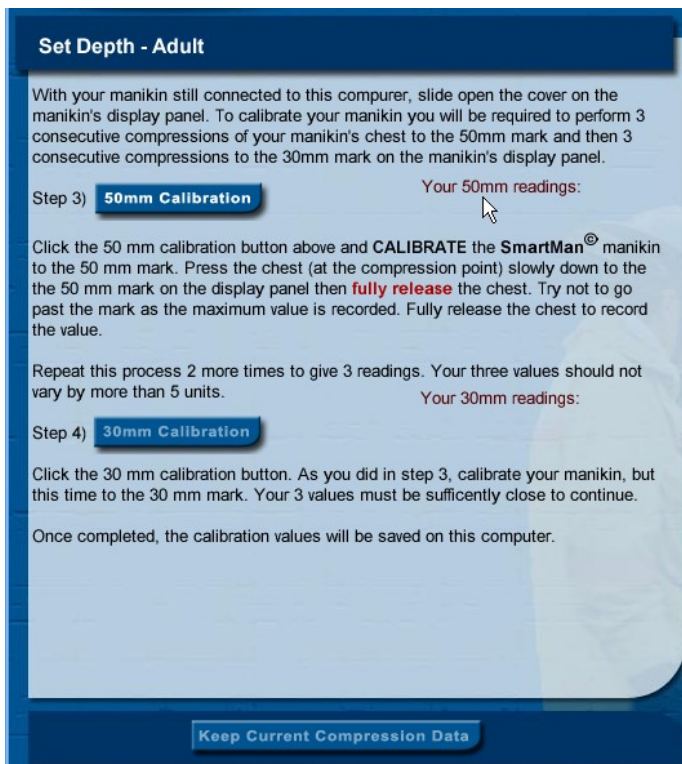 Set Depth - Adult
With your manikin still connected to this compurer, slide open the cover on the
manikin's display panel. To calibrate your manikin you will be required to perform 3
consecutive compressions of your manikin's chest to the 50mm mark and then 3
consecutive compressions to the 30mm mark on the manikin's display panel.
Step 3) 50mm Calibration Your 50mm readings:
Click the 50 mm calibration button above and CALIBRATE the SmartMan© manikin
to the 50 mm mark. Press the chest (at the compression point) slowly down to the
the 50 mm mark on the display panel then fully release the chest. Try not to go
past the mark as the maximum value is recorded. Fully release the chest to record
the value.
Repeat this process 2 more times to give 3 readings. Your three values should not
vary by more than 5 units.
Your 30mm readings:
Step 4) 30mm Calibration
Click the 30 mm calibration button. As you did in step 3, calibrate your manikin, but
this time to the 30 mm mark. Your 3 values must be sufficently close to continue.
Once completed, the calibration values will be saved on this computer.
Keep Current Compression Data